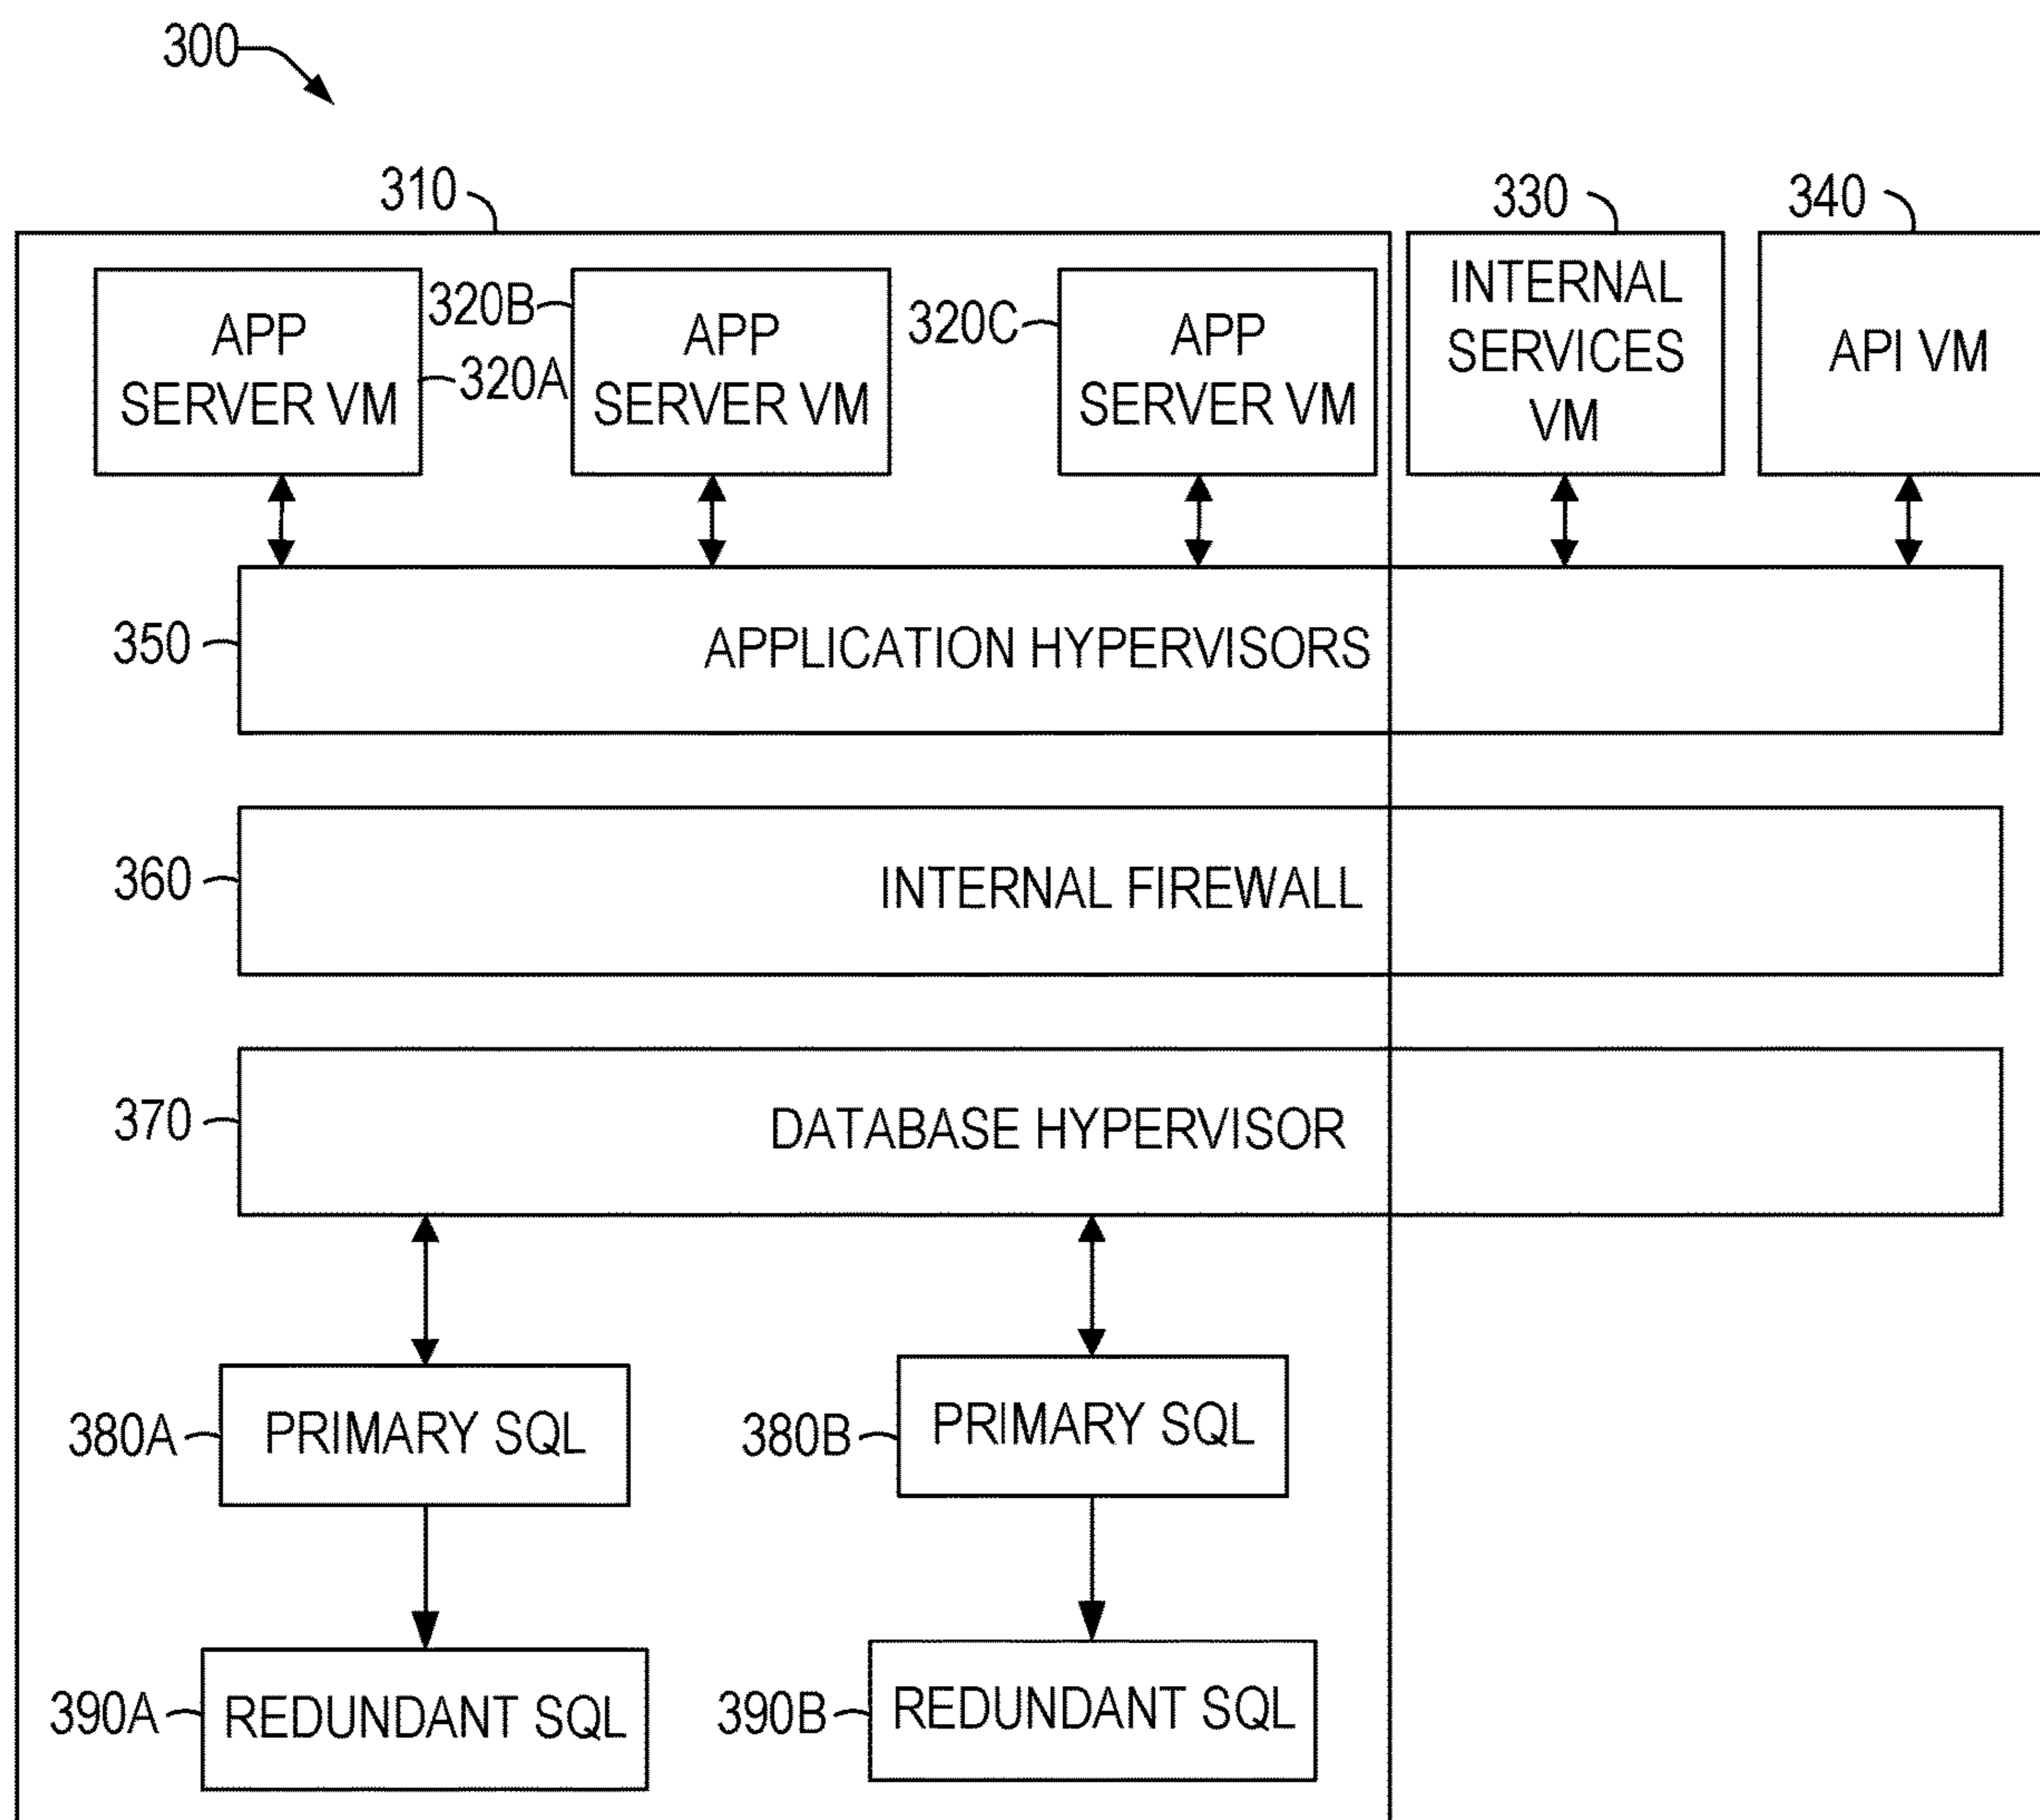 300
310
330
340
APP
SERVER VM
320A
320B
APP
SERVER VM
320C
APP
SERVER VM
INTERNAL
SERVICES
VM
API VM
350
APPLICATION HYPERVISORS
360
INTERNAL FIREWALL
370
DATABASE HYPERVISOR
380A
PRIMARY SQL
380B
PRIMARY SQL
390A
REDUNDANT SQL
390B
REDUNDANT SQL